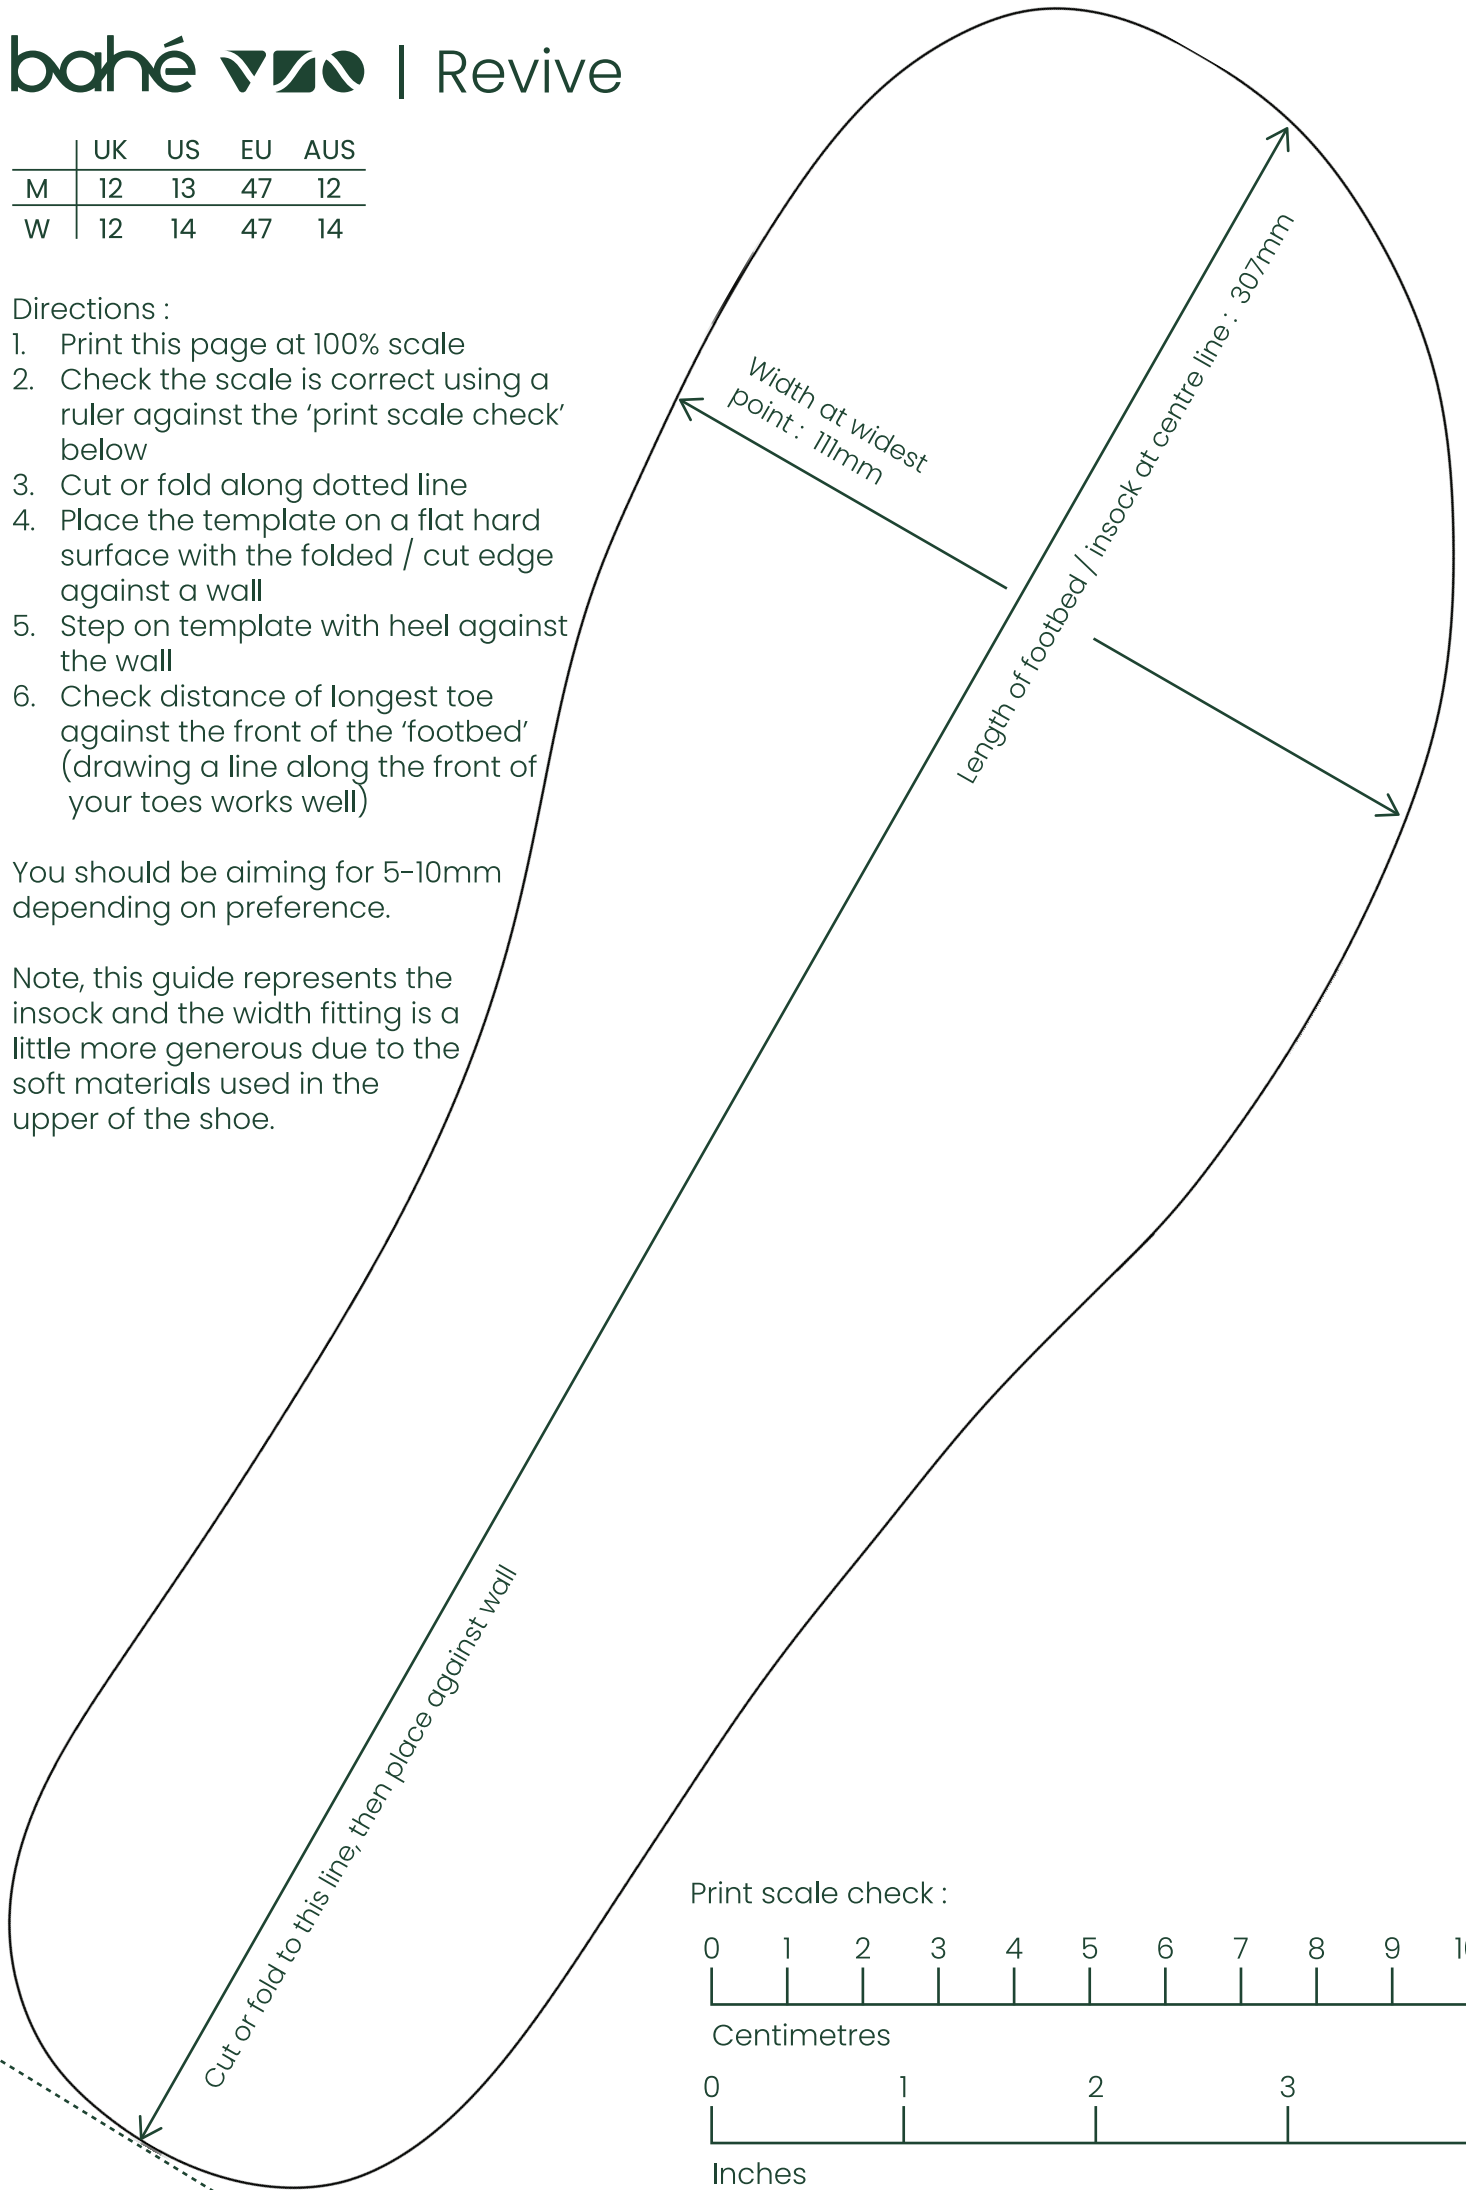 bahé | Revive
UK US EU AUS
M 12 13 47 12
W 12 14 47 14
Directions :
1. Print this page at 100% scale
2. Check the scale is correct using a
ruler against the ‘print scale check’
below
3. Cut or fold along dotted line
4. Place the template on a flat hard
surface with the folded / cut edge
against a wall
5. Step on template with heel against
the wall
6. Check distance of longest toe
against the front of the ‘footbed’
(drawing a line along the front of
your toes works well)
You should be aiming for 5-10mm
depending on preference.
Note, this guide represents the
insock and the width fitting is a
little more generous due to the
soft materials used in the
upper of the shoe.
Width at widest
point : 111mm
Length of footbed / insock at centre line : 307mm
Cut or fold to this line, then place against wall
Print scale check :
0 1 2 3 4 5 6 7 8 9
Centimetres
0 1 2 3
Inches